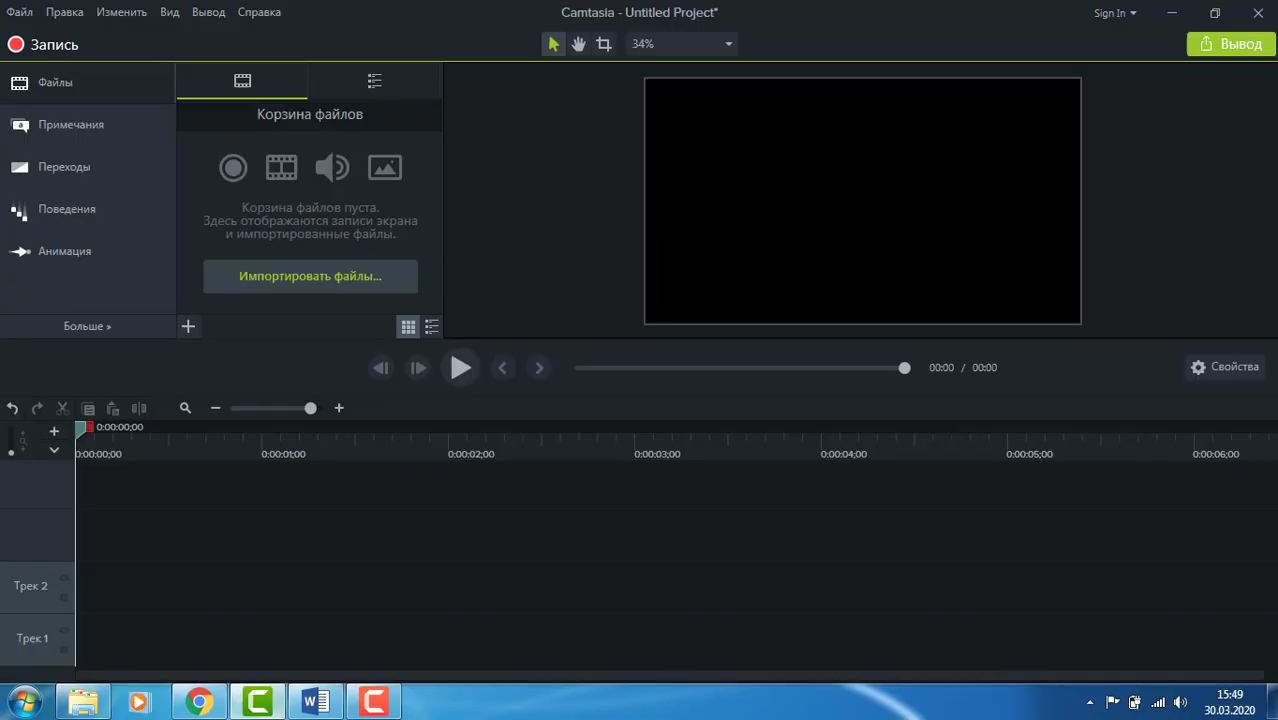 Файл Правка Изменить Вид Вывод Справка Camtasia - Untitled Project* Sign In
Запись 34% Вывод
Файлы
Корзина файлов
Примечания
Переходы
Поведения
Анимация
Корзина файлов пуста.
Здесь отображаются записи экрана
и импортированные файлы.
Импортировать файлы...
Больше »
00:00 / 00:00 Свойства
0:00:00;00
0:00:00;00 0:00:01;00 0:00:02;00 0:00:03;00 0:00:04;00 0:00:05;00 0:00:06;00
Трек 2
Трек 1
15:49
30.03.2020